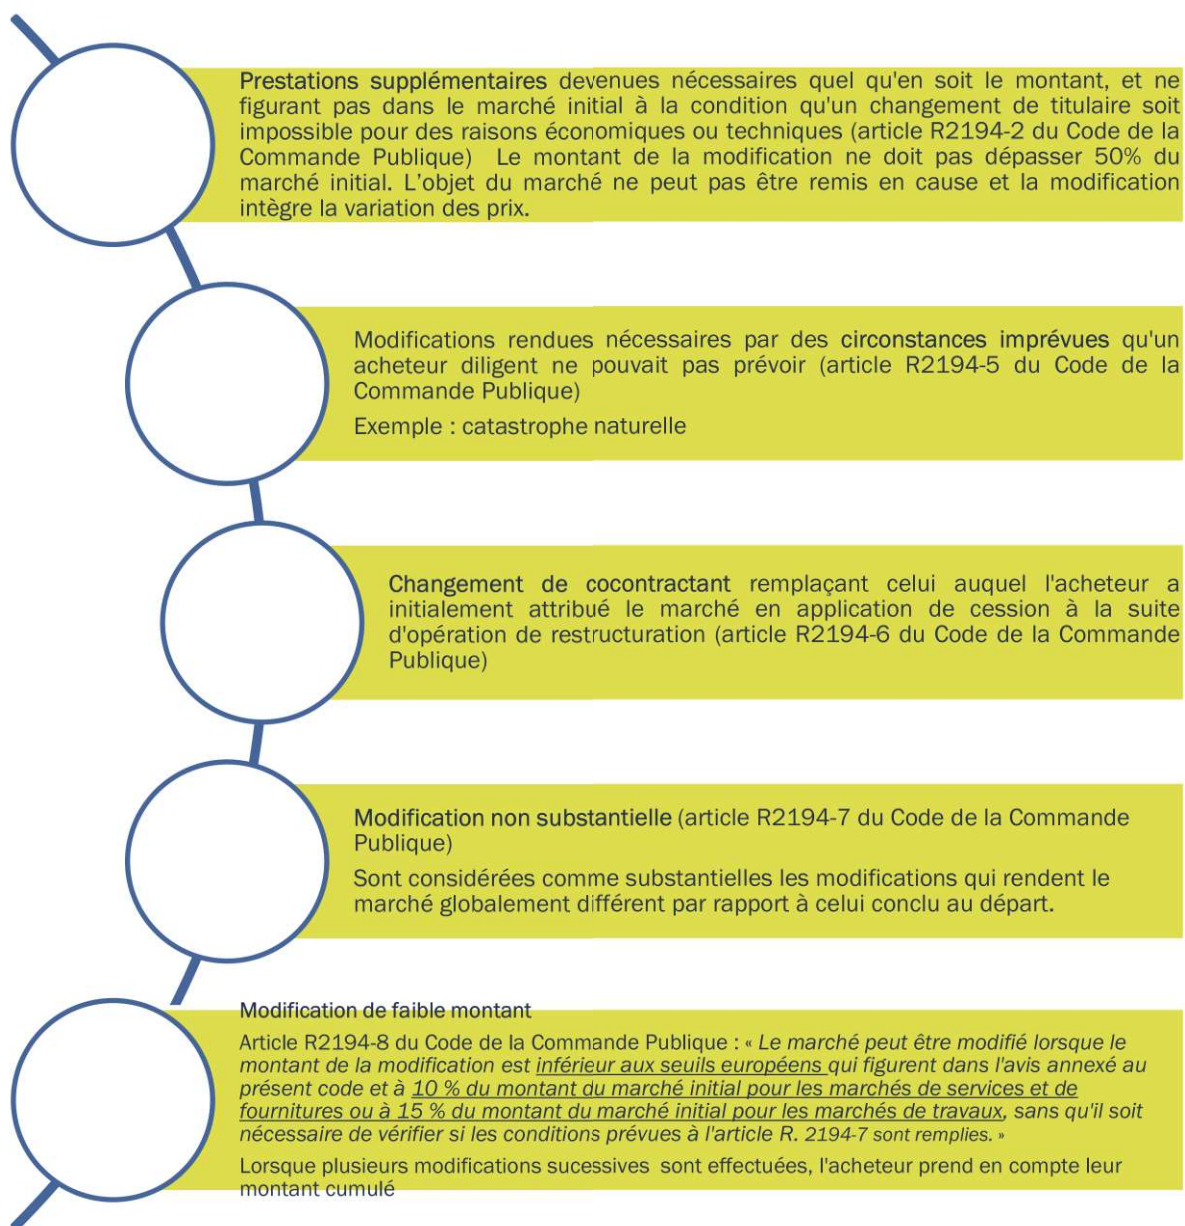 Prestations supplémentaires devenues nécessaires quel qu'en soit le montant, et ne
figurant pas dans le marché initial à la condition qu'un changement de titulaire soit
impossible pour des raisons économiques ou techniques (article R2194-2 du Code de la
Commande Publique) Le montant de la modification ne doit pas dépasser 50% du
marché initial. L'objet du marché ne peut pas être remis en cause et la modification
intègre la variation des prix.
Modifications rendues nécessaires par des circonstances imprévues qu'un
acheteur diligent ne pouvait pas prévoir (article R2194-5 du Code de la
Commande Publique)
Exemple : catastrophe naturelle
Changement de cocontractant remplaçant celui auquel l'acheteur a
initialement attribué le marché en application de cession à la suite
d'opération de restructuration (article R2194-6 du Code de la Commande
Publique)
Modification non substantielle (article R2194-7 du Code de la Commande
Publique)
Sont considérées comme substantielles les modifications qui rendent le
marché globalement différent par rapport à celui conclu au départ.
Modification de faible montant
Article R2194-8 du Code de la Commande Publique : « Le marché peut être modifié lorsque le
montant de la modification est inférieur aux seuils européens qui figurent dans l'avis annexé au
présent code et à 10 % du montant du marché initial pour les marchés de services et de
fournitures ou à 15 % du montant du marché initial pour les marchés de travaux, sans qu'il soit
nécessaire de vérifier si les conditions prévues à l'article R. 2194-7 sont remplies. »
Lorsque plusieurs modifications sucessives sont effectuées, l'acheteur prend en compte leur
montant cumulé